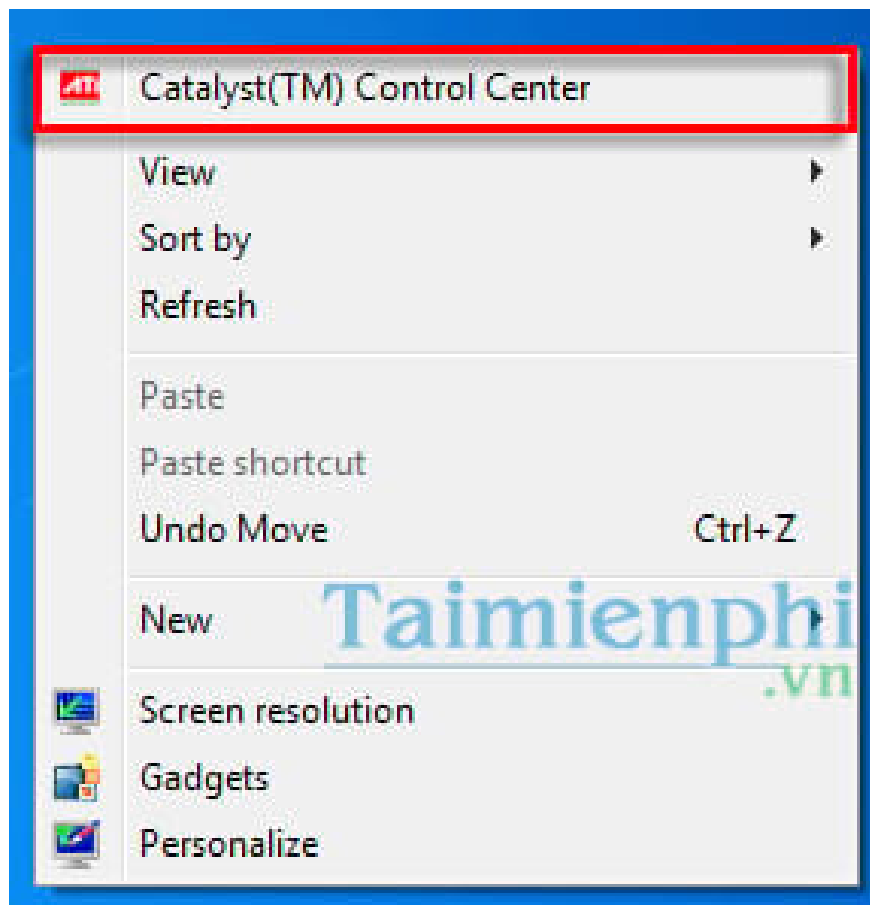 ATI Catalyst(TM) Control Center
View
Sort by
Refresh
Paste
Paste shortcut
Undo Move Ctrl+Z
New
Taimienphi
.vn
Screen resolution
Gadgets
Personalize